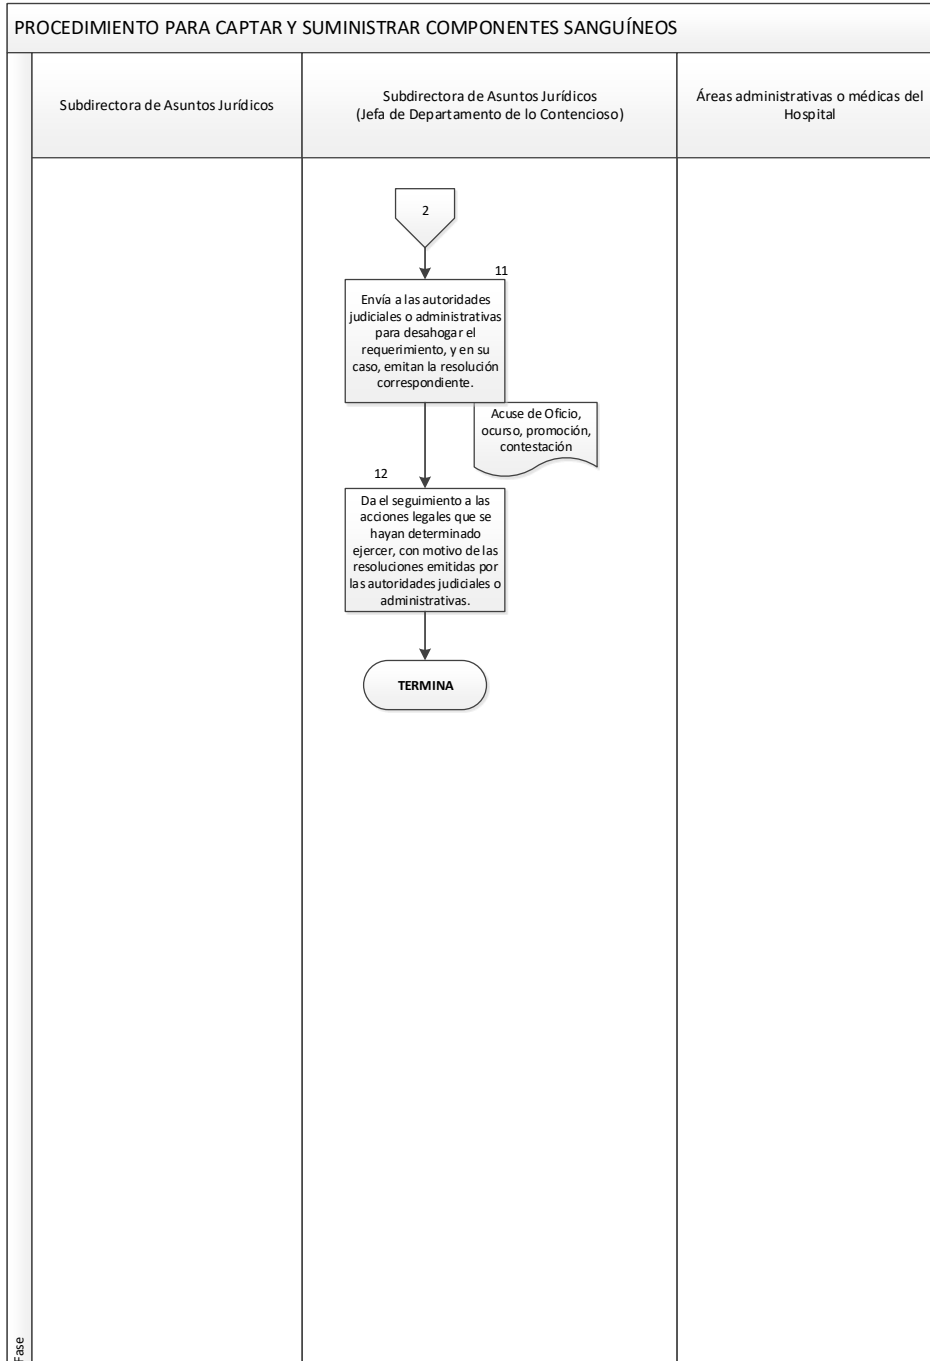 PROCEDIMIENTO PARA CAPTAR Y SUMINISTRAR COMPONENTES SANGUÍNEOS
Subdirectora de Asuntos Jurídicos
Subdirectora de Asuntos Jurídicos
(Jefa de Departamento de lo Contencioso)
Áreas administrativas o médicas del
Hospital
2
11
Envía a las autoridades
judiciales o administrativas
para desahogar el
requerimiento, y en su
caso, emitan la resolución
correspondiente.
Acuse de Oficio,
ocurso, promoción,
contestación
12
Da el seguimiento a las
acciones legales que se
hayan determinado
ejercer, con motivo de las
resoluciones emitidas por
las autoridades judiciales o
administrativas.
TERMINA
Fase